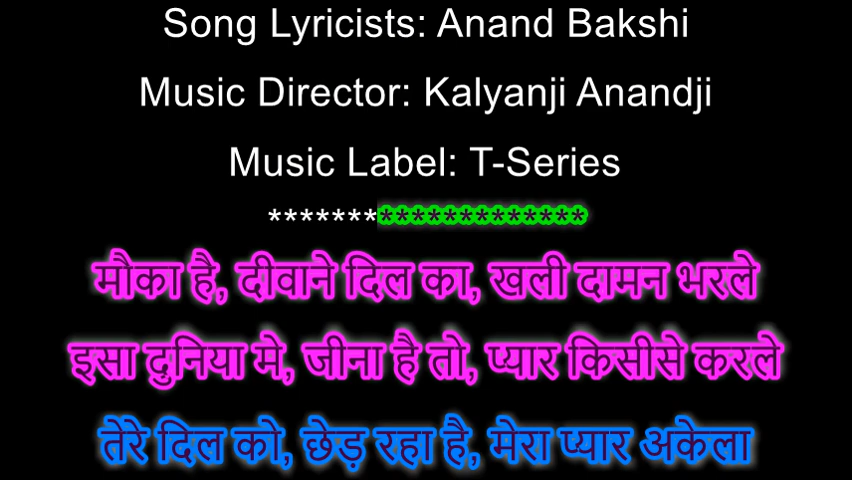 Song Lyricists: Anand Bakshi
Music Director: Kalyanji Anandji
Music Label: T-Series
********************
मौका है, दीवाने दिल का, खली दामन भरले
इसा दुनिया मे, जीना है तो, प्यार किसीसे करले
तेरे दिल को, छेड़ रहा है, मेरा प्यार अकेला